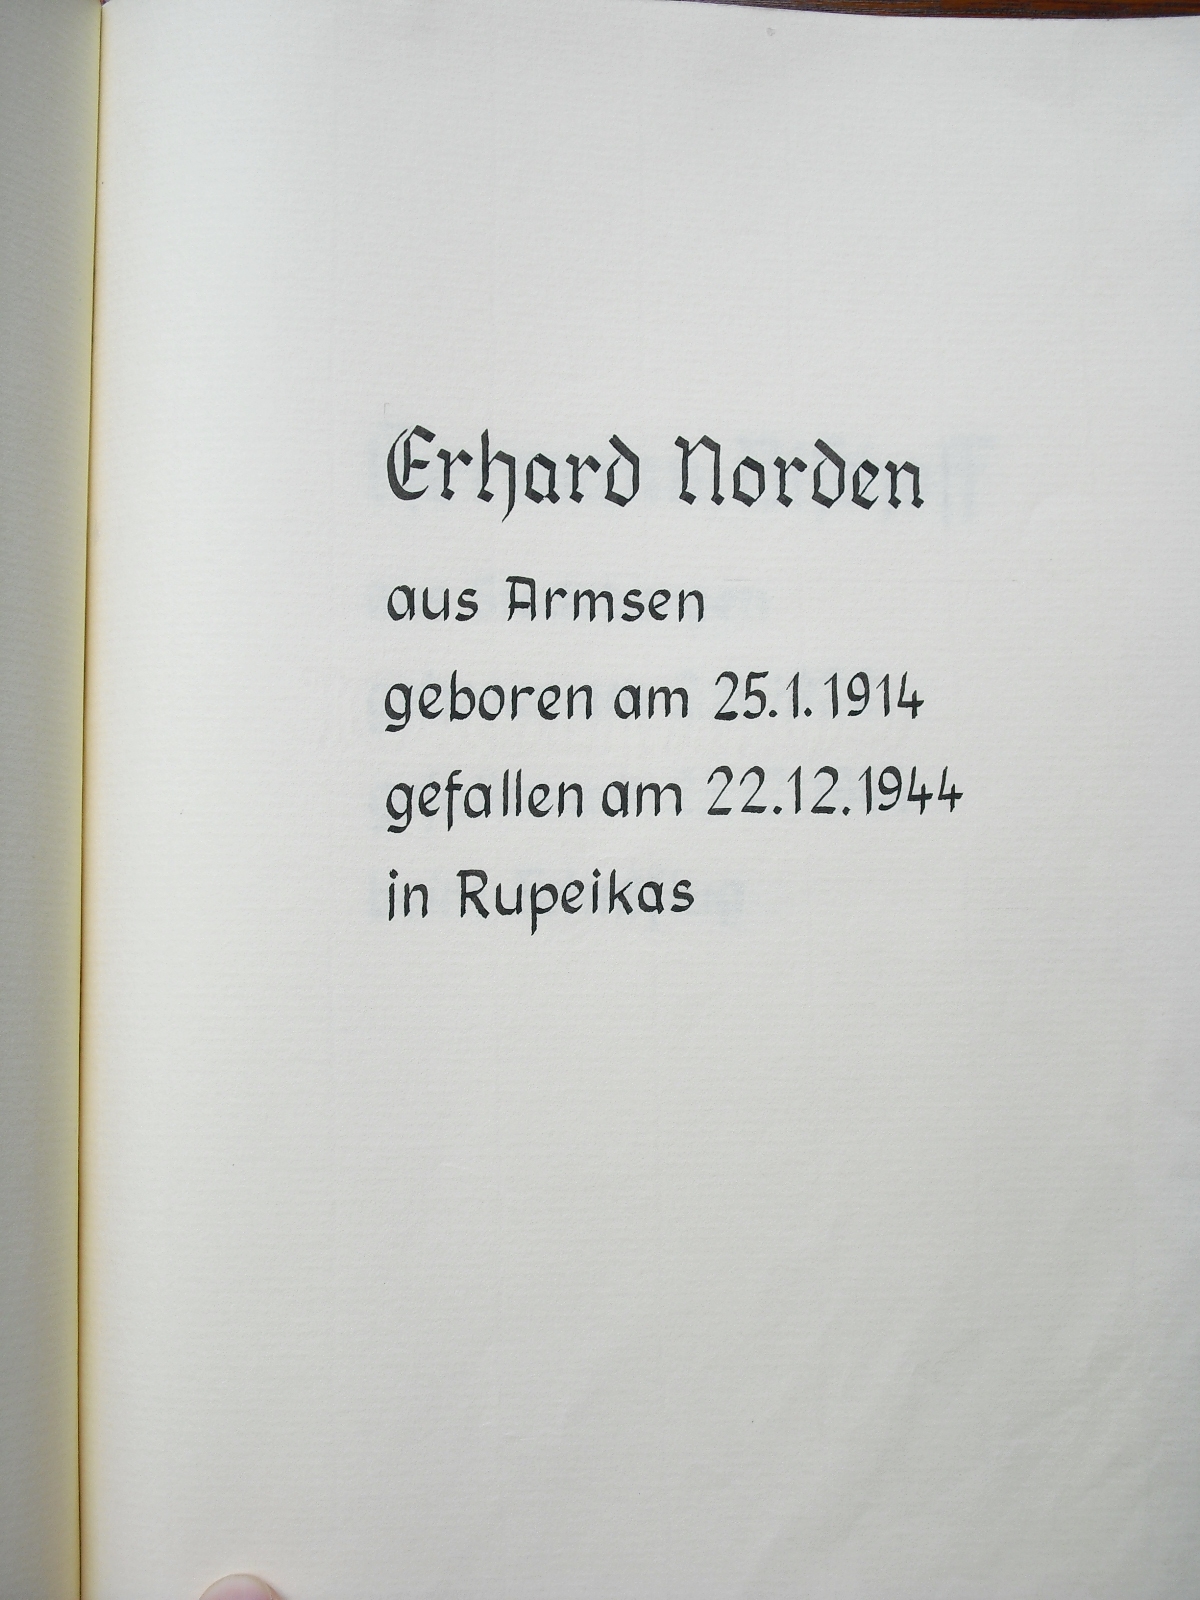 Erhard Norden
aus Armsen
geboren am 25.1.1914
gefallen am 22.12.1944
in Rupeikas